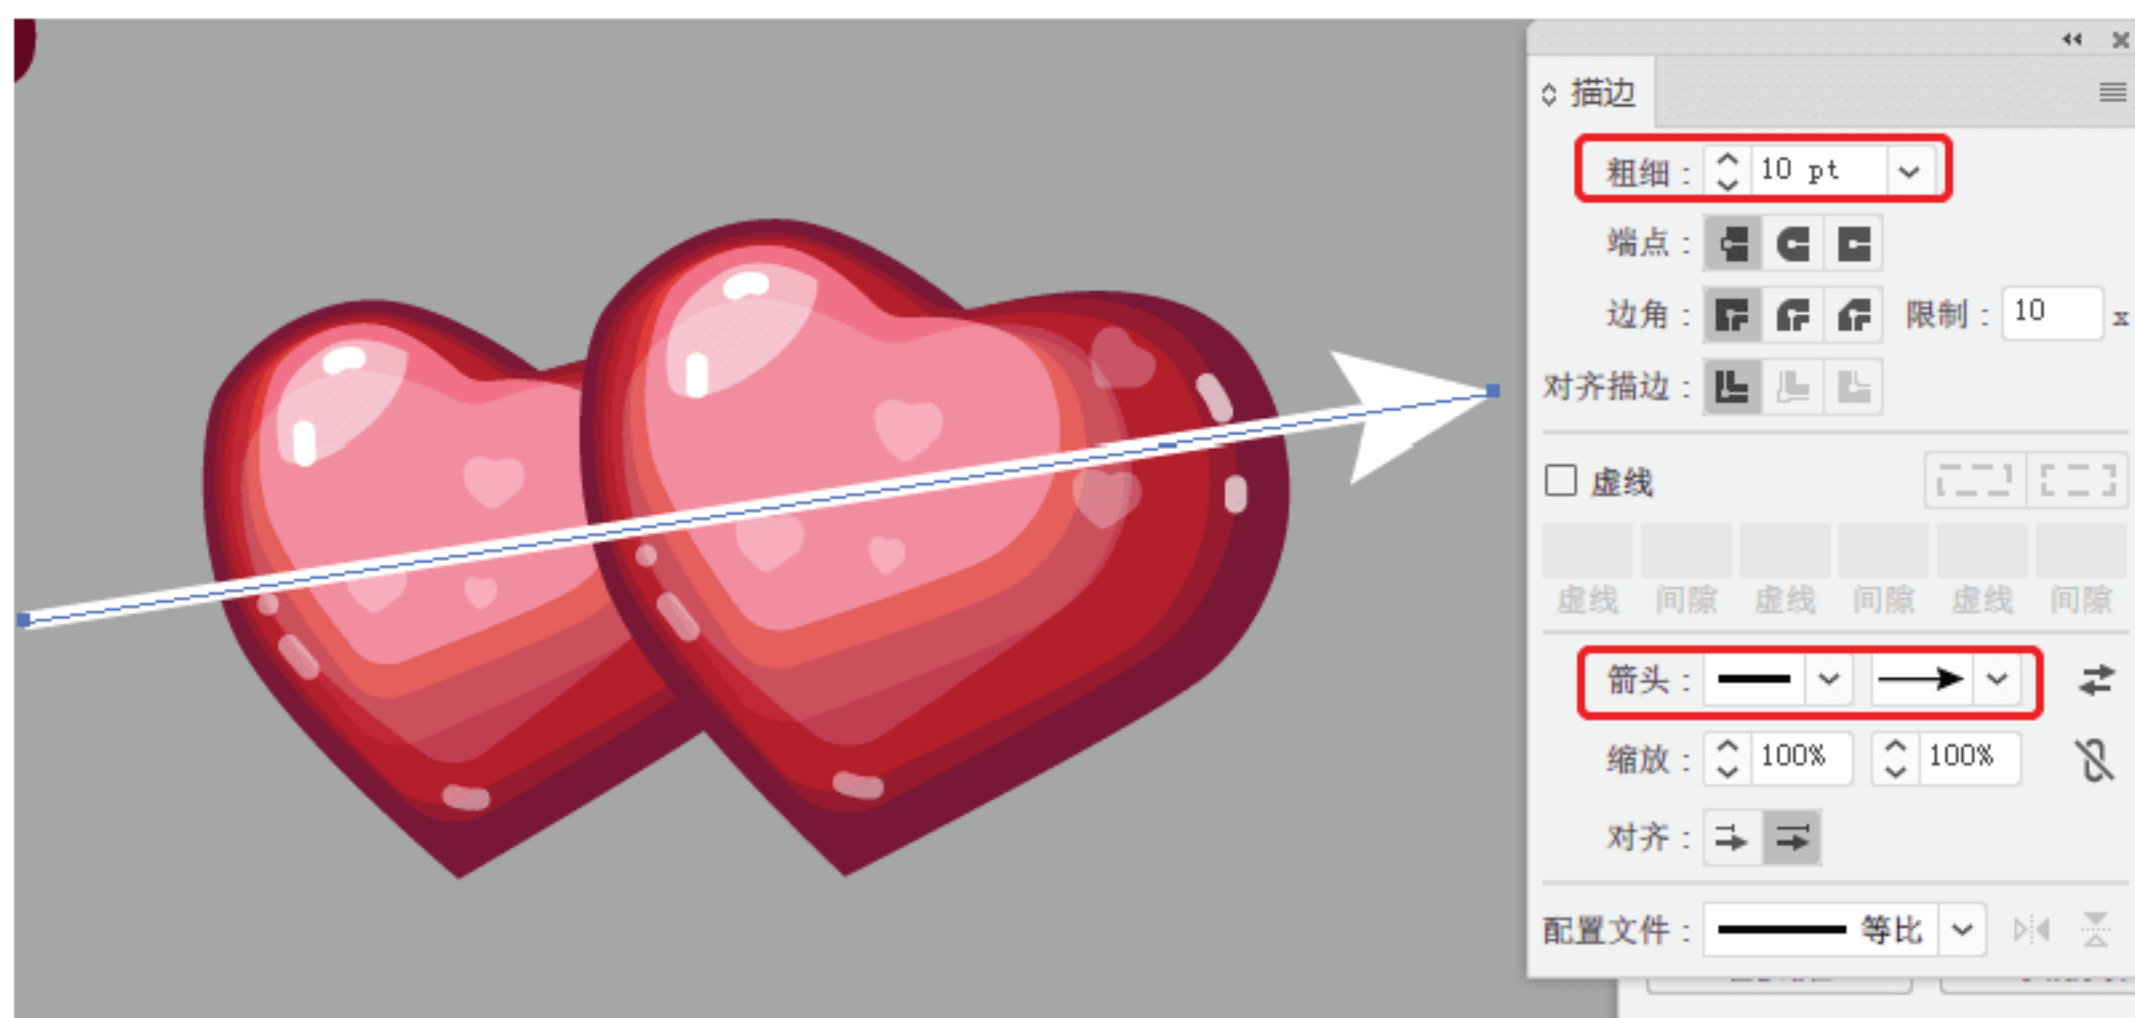 描边
粗细： 10 pt
端点：
边角： 限制： 10 x
对齐描边：
虚线
虚线 间隙 虚线 间隙 虚线 间隙
箭头：
缩放： 100% 100%
对齐：
配置文件： 等比